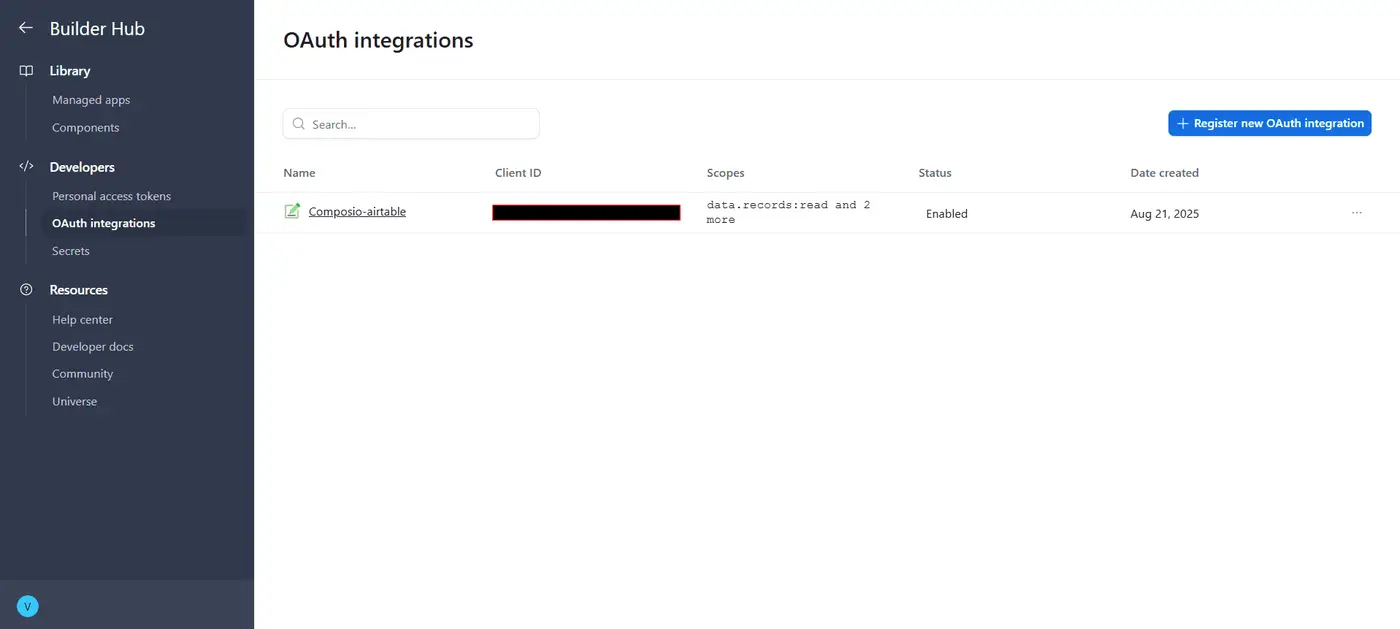 Builder Hub
Library
Managed apps
Components
Developers
Personal access tokens
OAuth integrations
Secrets
Resources
Help center
Developer docs
Community
Universe
V
OAuth integrations
Search...
+ Register new OAuth integration
Name Client ID Scopes Status Date created
Composio-airtable data.records:read and 2 more Enabled Aug 21, 2025 ...